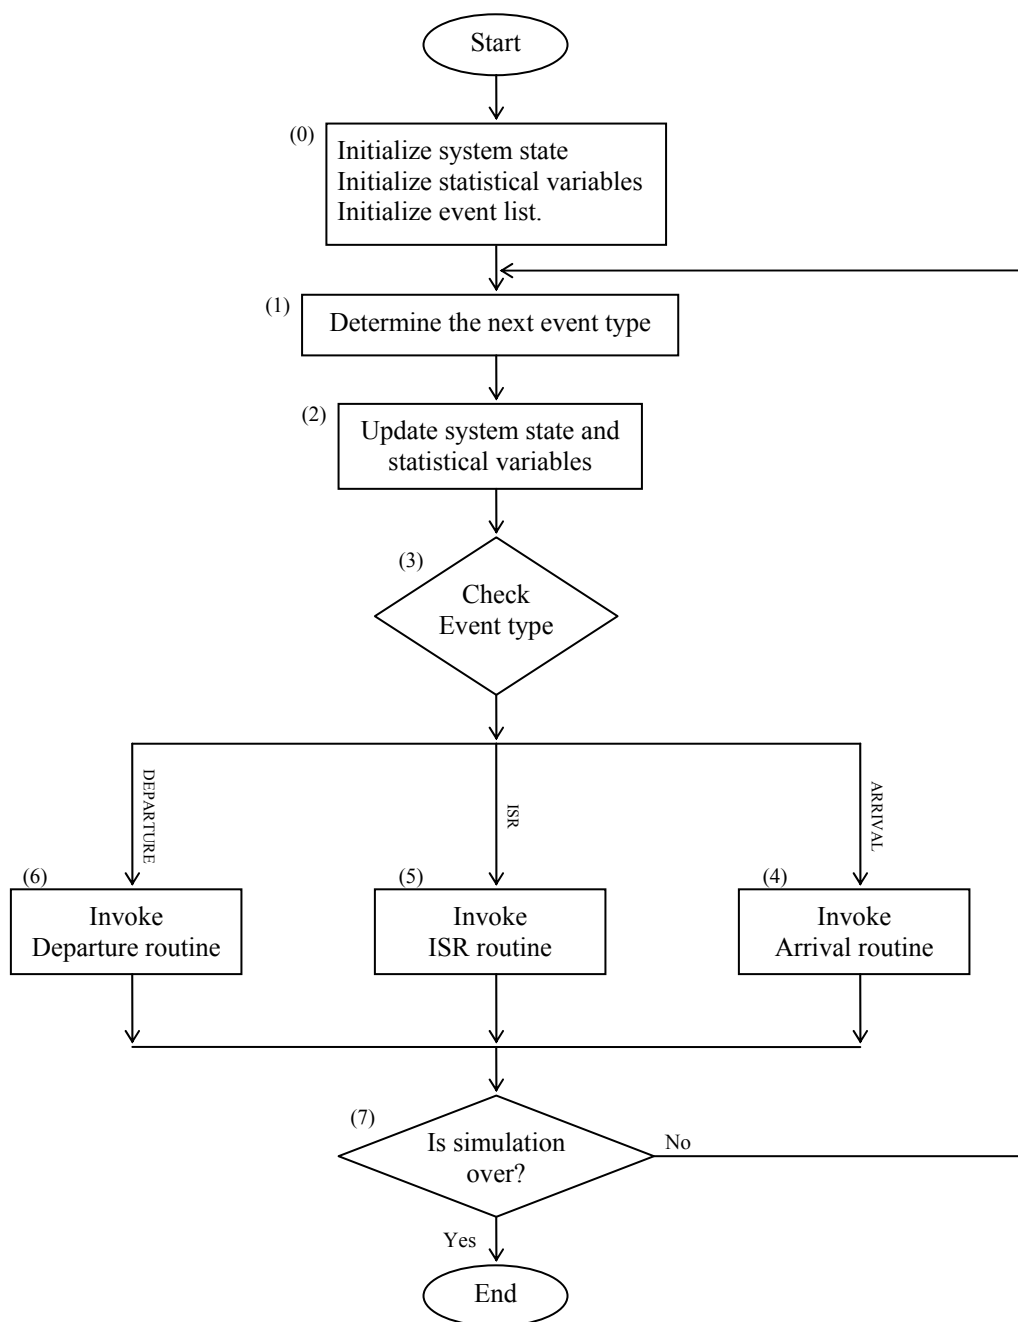 Start
(0)
Initialize system state
Initialize statistical variables
Initialize event list.
(1)
Determine the next event type
(2)
Update system state and
statistical variables
(3)
Check
Event type
DEPARTURE
ISR
ARRIVAL
(6)
Invoke
Departure routine
(5)
Invoke
ISR routine
(4)
Invoke
Arrival routine
(7)
Is simulation
over?
No
Yes
End